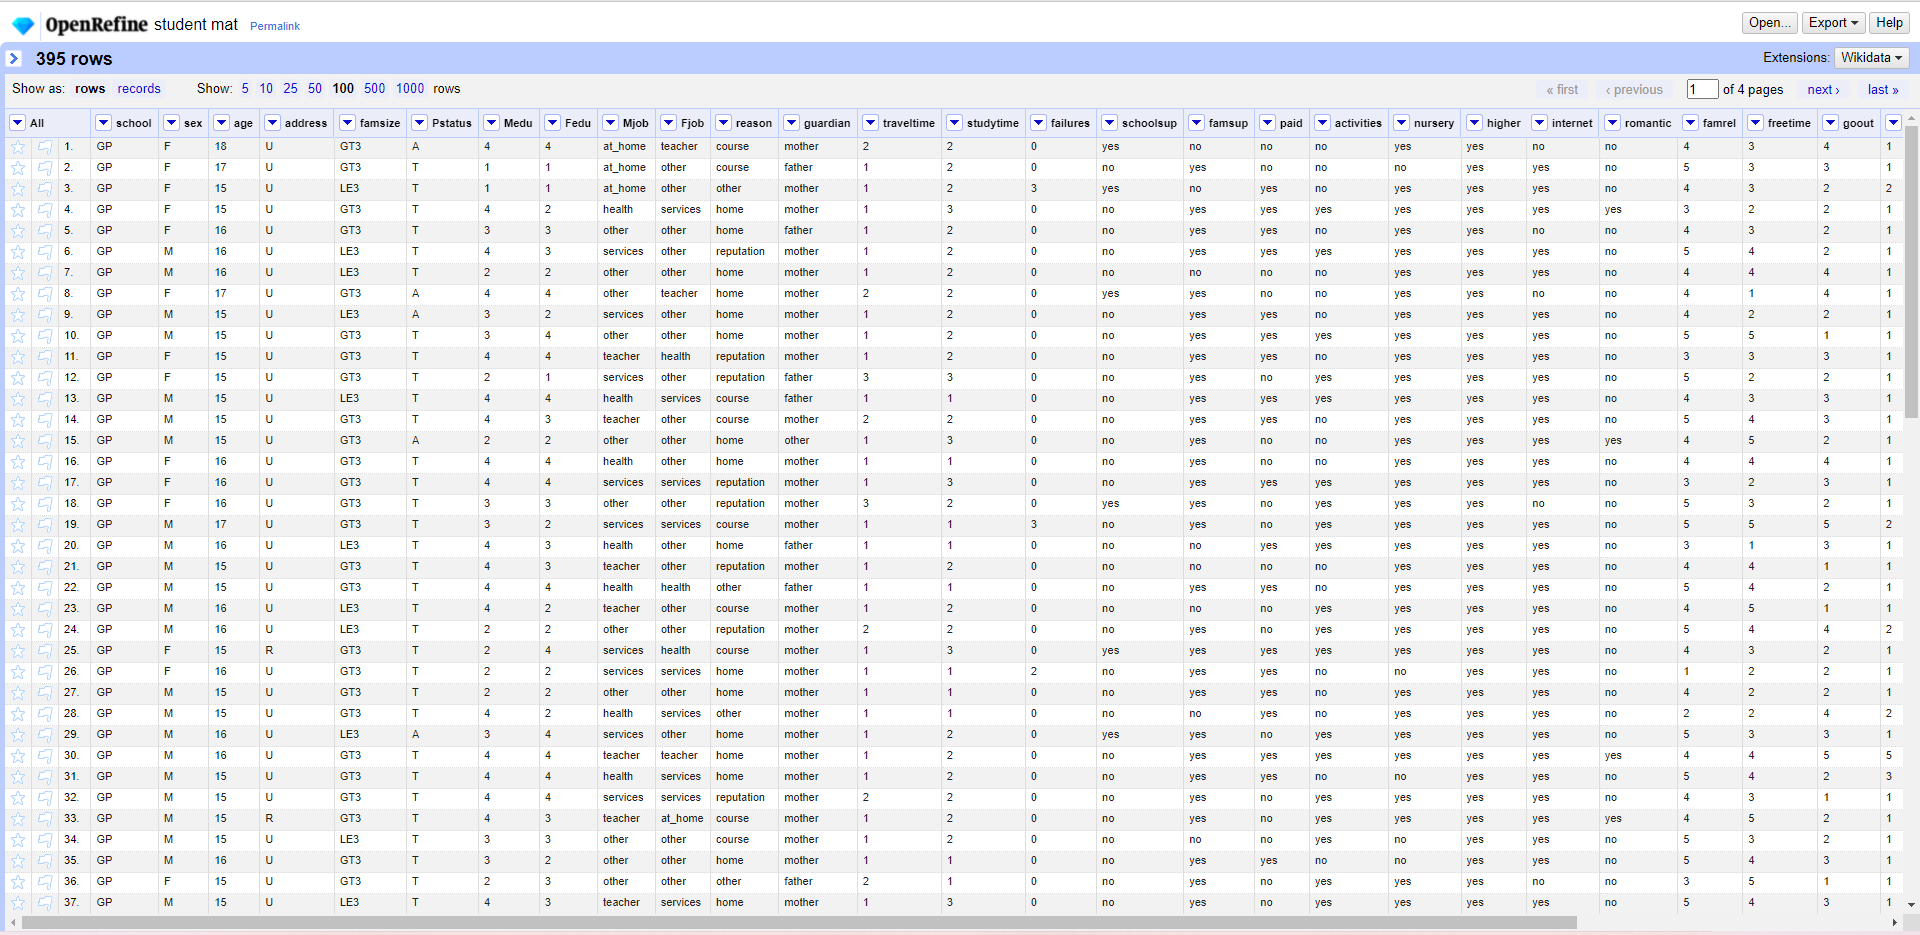 OpenRefine student mat Permalink Open... Export Help
395 rows Extensions: Wikidata
Show as: rows records Show: 5 10 25 50 100 500 1000 rows « first ‹ previous 1 of 4 pages next › last »
All school sex age address famsize Pstatus Medu Fedu Mjob Fjob reason guardian traveltime studytime failures schoolsup famsup paid activities nursery higher internet romantic famrel freetime goout
1. GP F 18 U GT3 A 4 4 at_home teacher course mother 2 2 0 yes no no no yes yes no no 4 3 4 1
2. GP F 17 U GT3 T 1 1 at_home other course father 1 2 0 no yes no no no yes yes no 5 3 3 1
3. GP F 15 U LE3 T 1 1 at_home other other mother 1 2 3 yes no yes no yes yes yes no 4 3 2 2
4. GP F 15 U GT3 T 4 2 health services home mother 1 3 0 no yes yes yes yes yes yes yes 3 2 2 1
5. GP F 16 U GT3 T 3 3 other other home father 1 2 0 no yes yes no yes yes no no 4 3 2 1
6. GP M 16 U LE3 T 4 3 services other reputation mother 1 2 0 no yes yes yes yes yes yes no 5 4 2 1
7. GP M 16 U LE3 T 2 2 other other home mother 1 2 0 no no no no yes yes yes no 4 4 4 1
8. GP F 17 U GT3 A 4 4 other teacher home mother 2 2 0 yes yes no no yes yes no no 4 1 4 1
9. GP M 15 U LE3 A 3 2 services other home mother 1 2 0 no yes yes no yes yes yes no 4 2 2 1
10. GP M 15 U GT3 T 3 4 other other home mother 1 2 0 no yes yes yes yes yes yes no 5 5 1 1
11. GP F 15 U GT3 T 4 4 teacher health reputation mother 1 2 0 no yes yes no yes yes yes no 3 3 3 1
12. GP F 15 U GT3 T 2 1 services other reputation father 3 3 0 no yes no yes yes yes yes no 5 2 2 1
13. GP M 15 U LE3 T 4 4 health services course father 1 1 0 no yes yes yes yes yes yes no 4 3 3 1
14. GP M 15 U GT3 T 4 3 teacher other course mother 2 2 0 no yes yes no yes yes yes no 5 4 3 1
15. GP M 15 U GT3 A 2 2 other other home other 1 3 0 no yes no no yes yes yes yes 4 5 2 1
16. GP F 16 U GT3 T 4 4 health other home mother 1 1 0 no yes no no yes yes yes no 4 4 4 1
17. GP F 16 U GT3 T 4 4 services services reputation mother 1 3 0 no yes yes yes yes yes yes no 3 2 3 1
18. GP F 16 U GT3 T 3 3 other other reputation mother 3 2 0 yes yes no yes yes yes no no 5 3 2 1
19. GP M 17 U GT3 T 3 2 services services course mother 1 1 3 no yes no yes yes yes yes no 5 5 5 2
20. GP M 16 U LE3 T 4 3 health other home father 1 1 0 no no yes yes yes yes yes no 3 1 3 1
21. GP M 15 U GT3 T 4 3 teacher other reputation mother 1 2 0 no no no no yes yes yes no 4 4 1 1
22. GP M 15 U GT3 T 4 4 health health other father 1 1 0 no yes yes no yes yes yes no 5 4 2 1
23. GP M 16 U LE3 T 4 2 teacher other course mother 1 2 0 no no no yes yes yes yes no 4 5 1 1
24. GP M 16 U LE3 T 2 2 other other reputation mother 2 2 0 no yes no yes yes yes yes no 5 4 4 2
25. GP F 15 R GT3 T 2 4 services health course mother 1 3 0 yes yes yes yes yes yes yes no 4 3 2 1
26. GP F 16 U GT3 T 2 2 services services home mother 1 1 2 no yes yes no no yes yes no 1 2 2 1
27. GP M 15 U GT3 T 2 2 other other home mother 1 1 0 no yes yes no yes yes yes no 4 2 2 1
28. GP M 15 U GT3 T 4 2 health services other mother 1 1 0 no no yes no yes yes yes no 2 2 4 2
29. GP M 16 U LE3 A 3 4 services other home mother 1 2 0 yes yes no yes yes yes yes no 5 3 3 1
30. GP M 16 U GT3 T 4 4 teacher teacher home mother 1 2 0 no yes yes yes yes yes yes yes 4 4 5 5
31. GP M 15 U GT3 T 4 4 health services home mother 1 2 0 no yes yes no no yes yes no 5 4 2 3
32. GP M 15 U GT3 T 4 4 services services reputation mother 2 2 0 no yes no yes yes yes yes no 4 3 1 1
33. GP M 15 R GT3 T 4 3 teacher at_home course mother 1 2 0 no yes no yes yes yes yes yes 4 5 2 1
34. GP M 15 U LE3 T 3 3 other other course mother 1 2 0 no no no yes no yes yes no 5 3 2 1
35. GP M 16 U GT3 T 3 2 other other home mother 1 1 0 no yes yes no no yes yes no 5 4 3 1
36. GP F 15 U GT3 T 2 3 other other other father 2 1 0 no yes no yes yes yes no no 3 5 1 1
37. GP M 15 U LE3 T 4 3 teacher services home mother 1 3 0 no yes no yes yes yes yes no 5 4 3 1